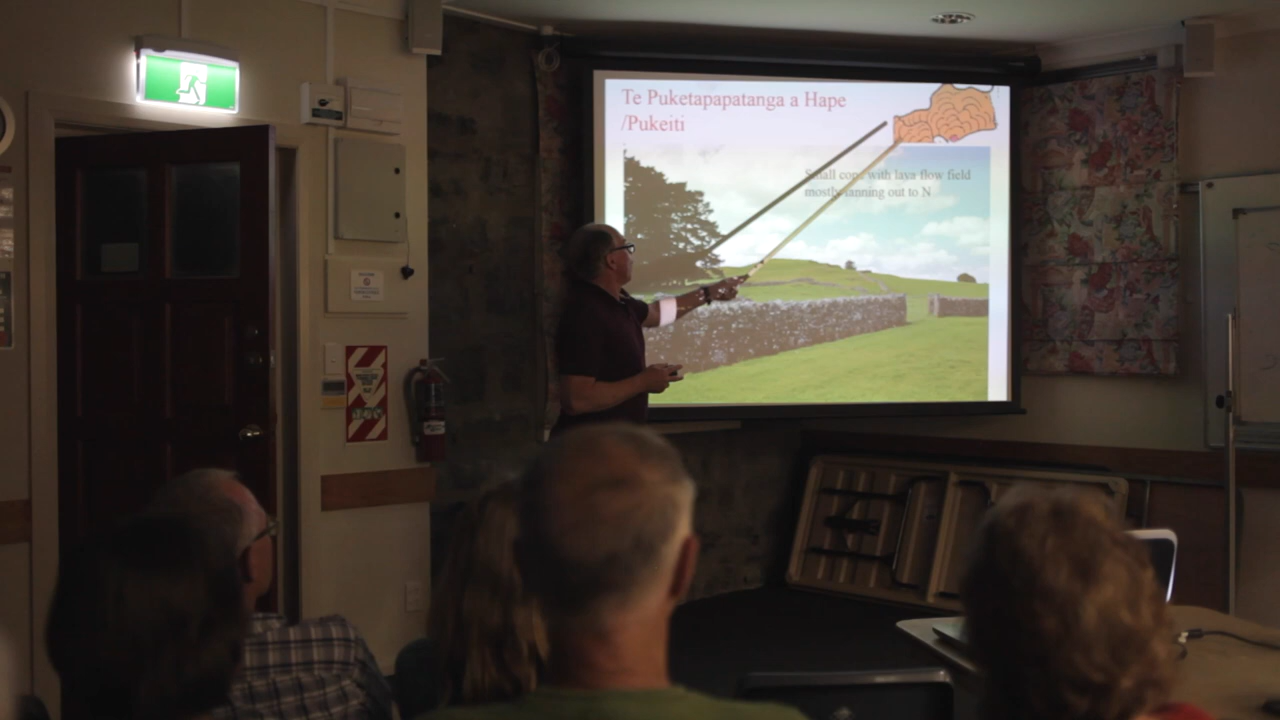 Te Puketapapatanga a Hape
/Pukeiti
Small cone with lava flow field
mostly fanning out to N